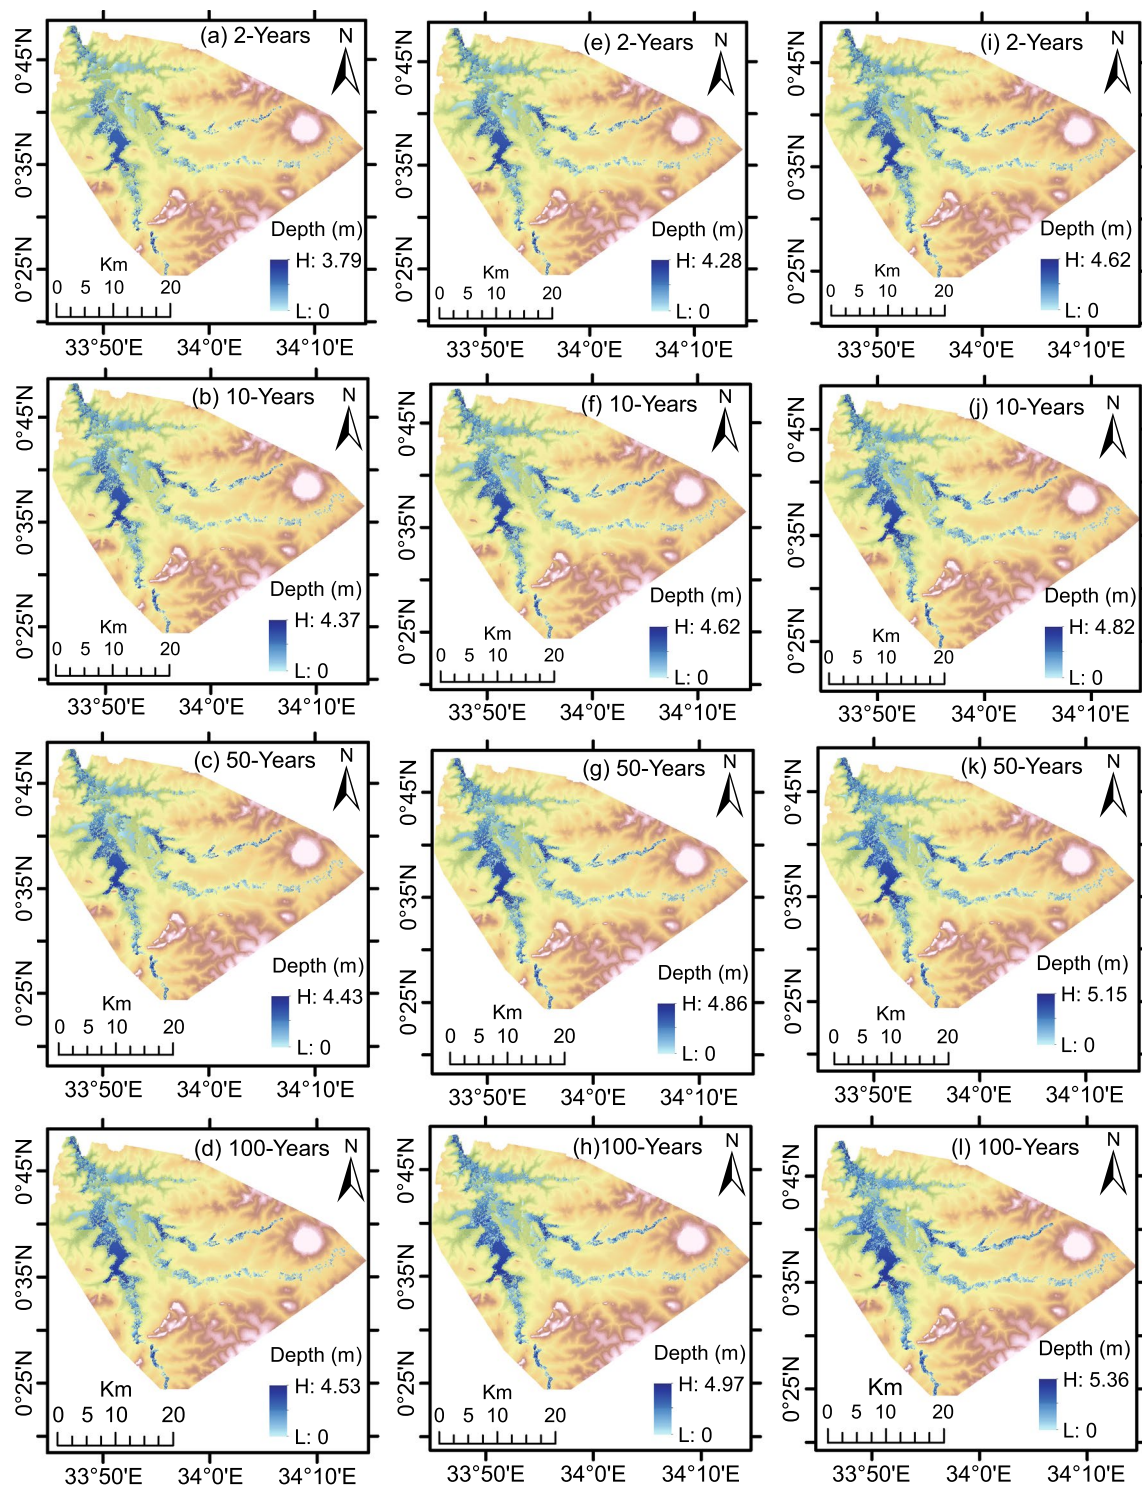 (a) 2-Years
N
0°45'N
0°35'N
0°25'N
Depth (m)
H: 3.79
L: 0
Km
0 5 10 20
33°50'E 34°0'E 34°10'E
(e) 2-Years
N
0°45'N
0°35'N
0°25'N
Depth (m)
H: 4.28
L: 0
Km
0 5 10 20
33°50'E 34°0'E 34°10'E
(i) 2-Years
N
0°45'N
0°35'N
0°25'N
Depth (m)
H: 4.62
L: 0
Km
0 5 10 20
33°50'E 34°0'E 34°10'E
(b) 10-Years
N
0°45'N
0°35'N
0°25'N
Depth (m)
H: 4.37
L: 0
Km
0 5 10 20
33°50'E 34°0'E 34°10'E
(f) 10-Years
N
0°45'N
0°35'N
0°25'N
Depth (m)
H: 4.62
L: 0
Km
0 5 10 20
33°50'E 34°0'E 34°10'E
(j) 10-Years
N
0°45'N
0°35'N
0°25'N
Depth (m)
H: 4.82
L: 0
Km
0 5 10 20
33°50'E 34°0'E 34°10'E
(c) 50-Years
N
0°45'N
0°35'N
0°25'N
Depth (m)
H: 4.43
L: 0
Km
0 5 10 20
33°50'E 34°0'E 34°10'E
(g) 50-Years
N
0°45'N
0°35'N
0°25'N
Depth (m)
H: 4.86
L: 0
Km
0 5 10 20
33°50'E 34°0'E 34°10'E
(k) 50-Years
N
0°45'N
0°35'N
0°25'N
Depth (m)
H: 5.15
L: 0
Km
0 5 10 20
33°50'E 34°0'E 34°10'E
(d) 100-Years
N
0°45'N
0°35'N
0°25'N
Depth (m)
H: 4.53
L: 0
Km
0 5 10 20
33°50'E 34°0'E 34°10'E
(h)100-Years
N
0°45'N
0°35'N
0°25'N
Depth (m)
H: 4.97
L: 0
Km
0 5 10 20
33°50'E 34°0'E 34°10'E
(l) 100-Years
N
0°45'N
0°35'N
0°25'N
Depth (m)
H: 5.36
L: 0
Km
0 5 10 20
33°50'E 34°0'E 34°10'E